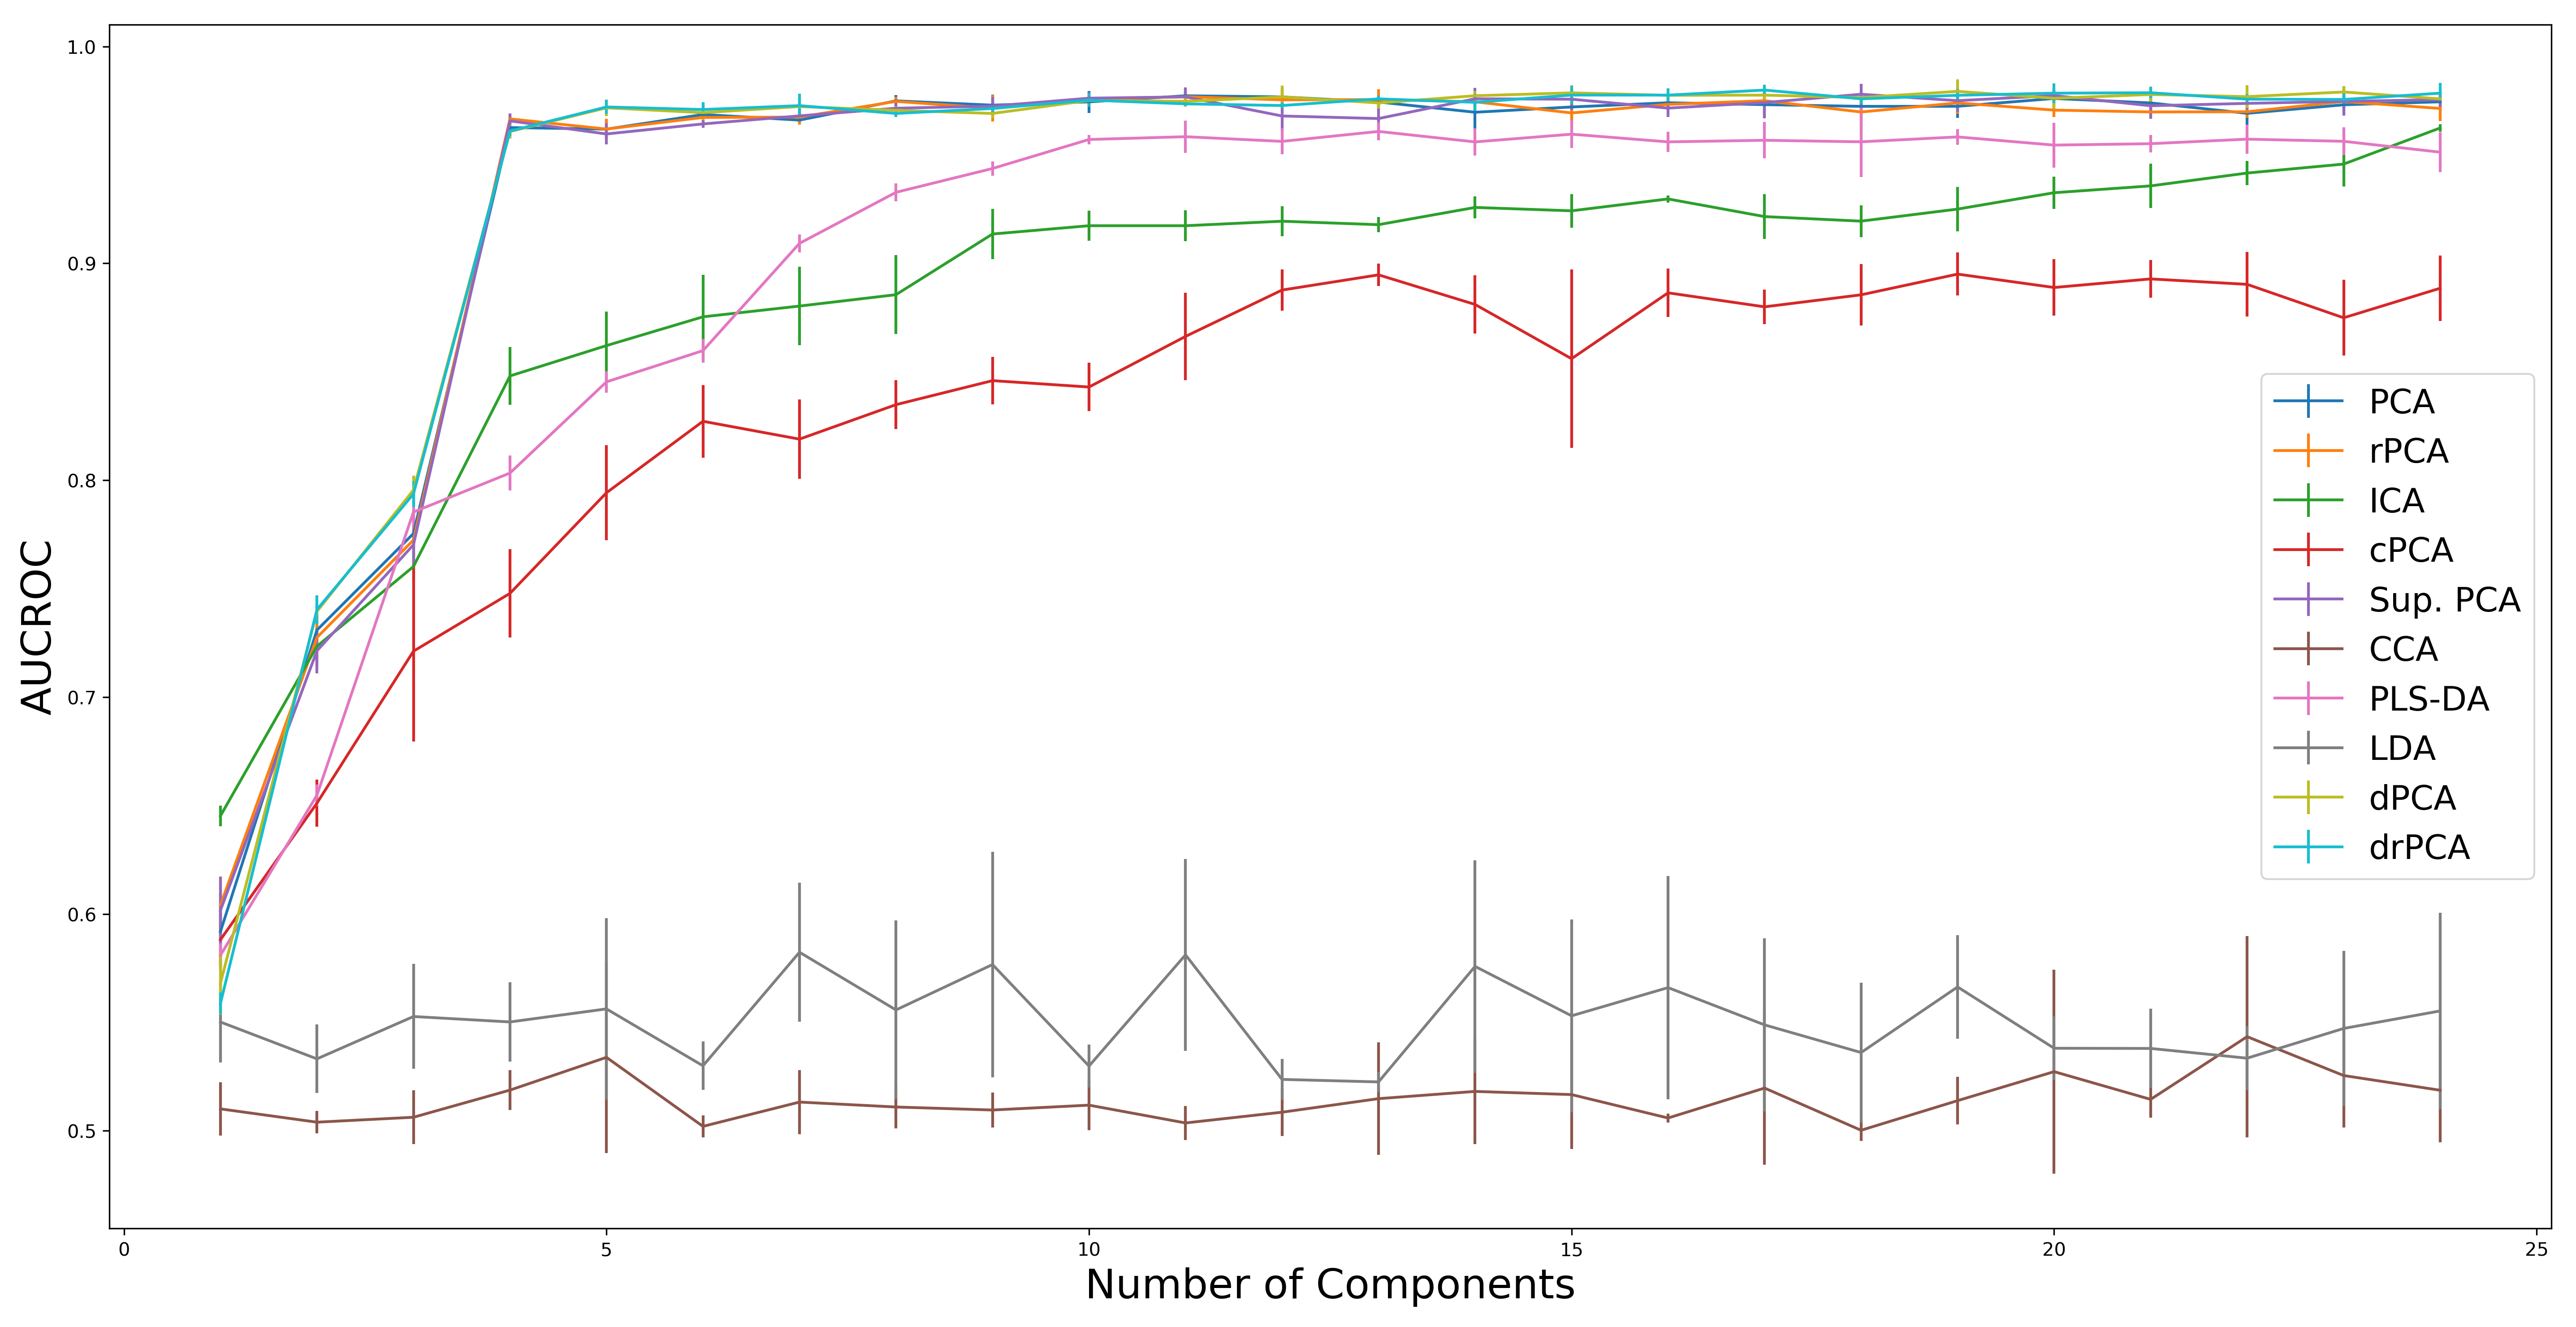 1.0
0.9
0.8
0.7
0.6
0.5
AUCROC
0
5
10
15
20
25
Number of Components
PCA
rPCA
ICA
cPCA
Sup. PCA
CCA
PLS-DA
LDA
dPCA
drPCA